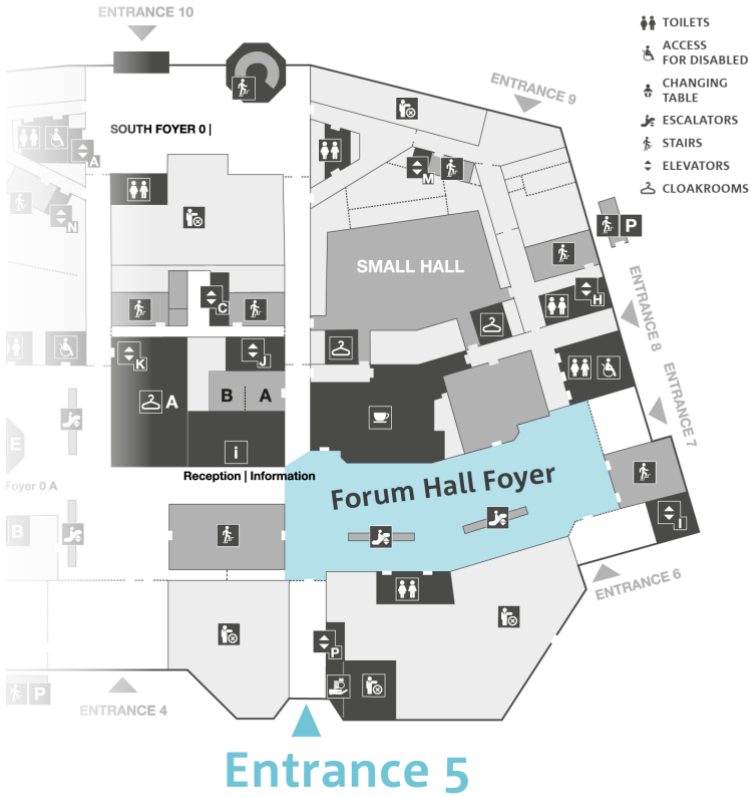 ENTRANCE 10
TOILETS
ACCESS
FOR DISABLED
CHANGING
TABLE
ESCALATORS
STAIRS
ELEVATORS
CLOAKROOMS
ENTRANCE 9
SOUTH FOYER 0 |
A
M
N
P
SMALL HALL
C
H
ENTRANCE 8
K
J
A
B
A
ENTRANCE 7
E
i
Reception | Information
Foyer 0 A
Forum Hall Foyer
B
I
ENTRANCE 6
P
P
ENTRANCE 4
Entrance 5